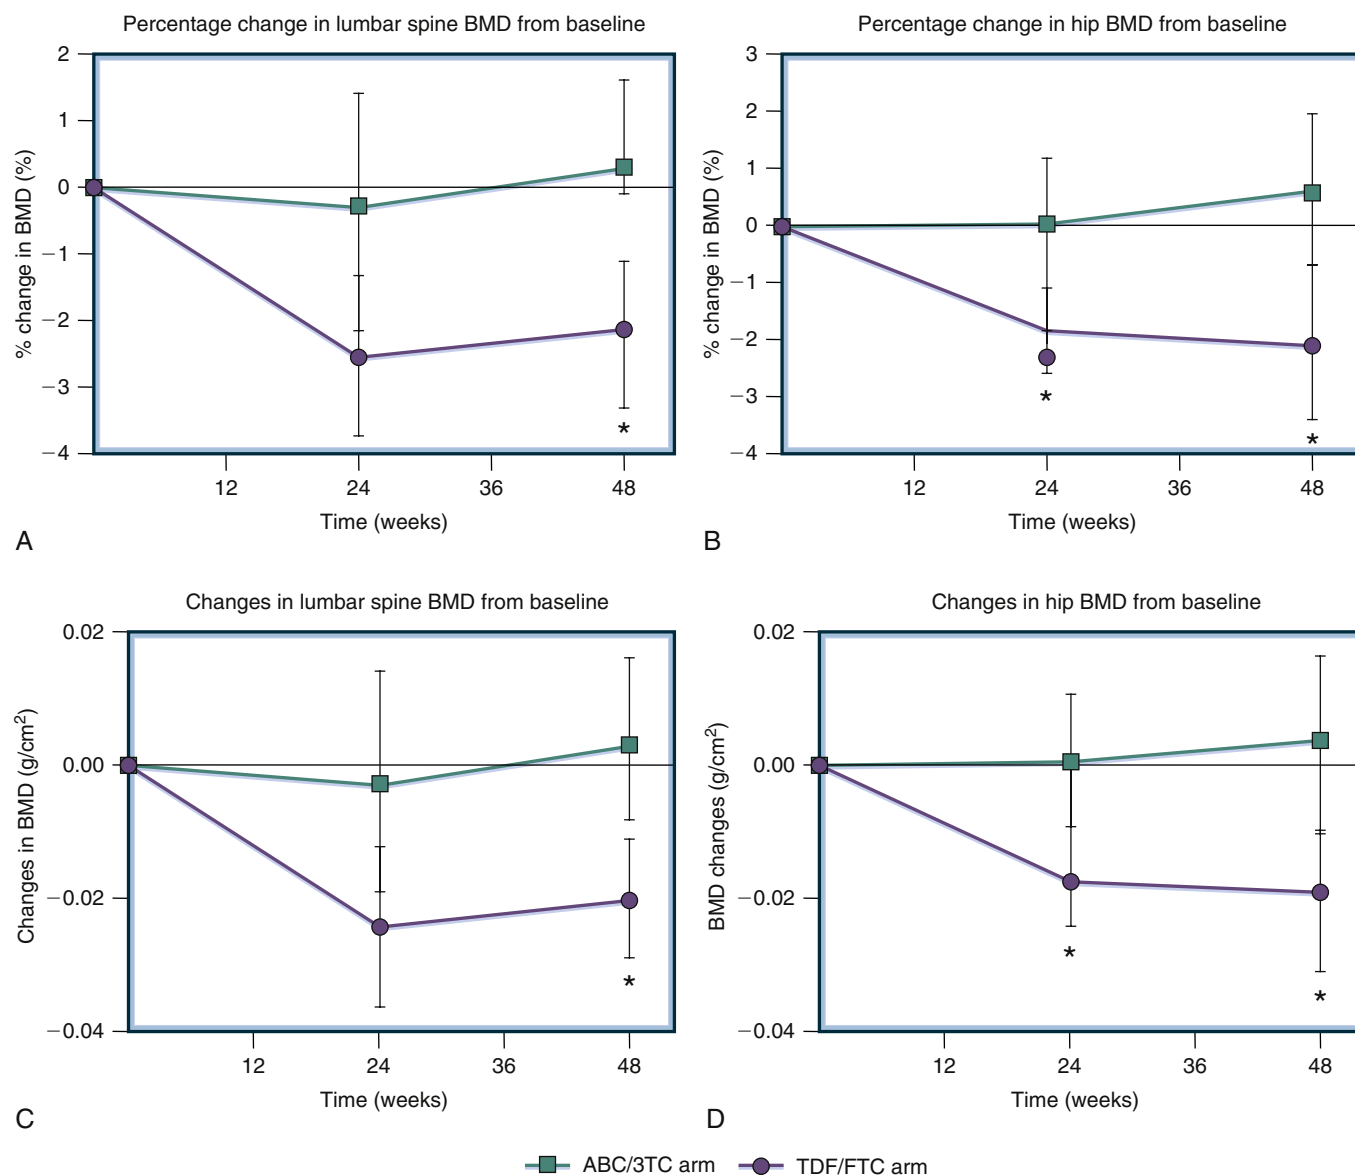 Percentage change in lumbar spine BMD from baseline
2
1
0
−1
−2
−3
−4
% change in BMD (%)
*
12 24 36 48
Time (weeks)
A
Percentage change in hip BMD from baseline
3
2
1
0
−1
−2
−3
−4
% change in BMD (%)
*
*
12 24 36 48
Time (weeks)
B
Changes in lumbar spine BMD from baseline
0.02
0.00
−0.02
−0.04
Changes in BMD (g/cm²)
*
12 24 36 48
Time (weeks)
C
Changes in hip BMD from baseline
0.02
0.00
−0.02
−0.04
BMD changes (g/cm²)
*
*
12 24 36 48
Time (weeks)
D
ABC/3TC arm TDF/FTC arm